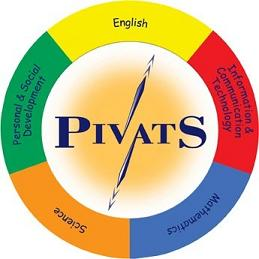 English
Information &
Communication
Technology
Mathematics
Science
Personal & Social
Development
PIVATS